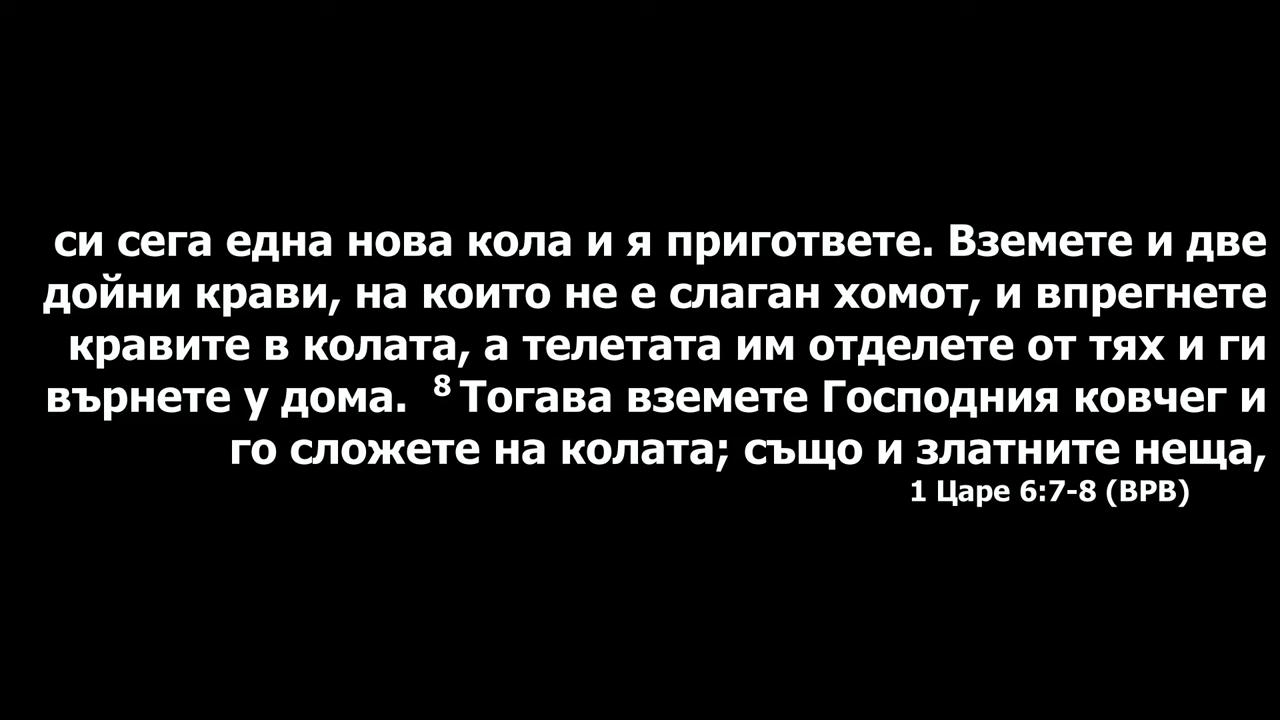 си сега една нова кола и я пригответе. Вземете и две
дойни крави, на които не е слаган хомот, и впрегнете
кравите в колата, а телетата им отделете от тях и ги
върнете у дома. 8 Тогава вземете Господния ковчег и
го сложете на колата; също и златните неща,
1 Царе 6:7-8 (ВРВ)